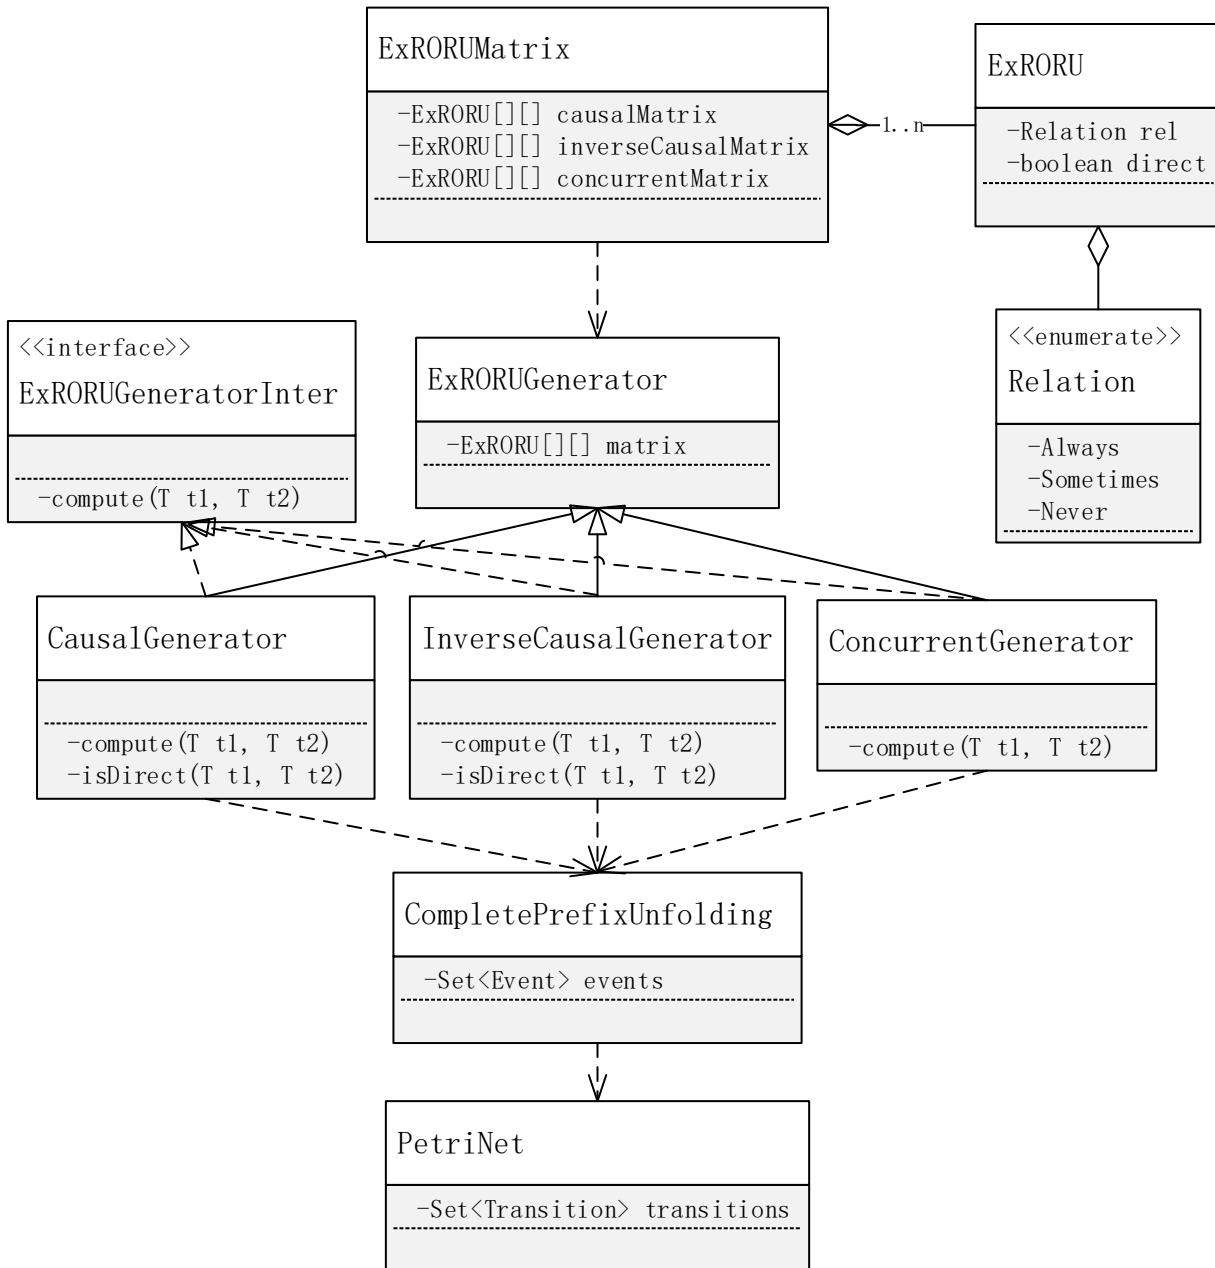 ExRORUMatrix
-ExRORU[][] causalMatrix
-ExRORU[][] inverseCausalMatrix
-ExRORU[][] concurrentMatrix
1..n
ExRORU
-Relation rel
-boolean direct
<<interface>>
ExRORUGeneratorInter
-compute(T t1, T t2)
ExRORUGenerator
-ExRORU[][] matrix
<<enumerate>>
Relation
-Always
-Sometimes
-Never
CausalGenerator
-compute(T t1, T t2)
-isDirect(T t1, T t2)
InverseCausalGenerator
-compute(T t1, T t2)
-isDirect(T t1, T t2)
ConcurrentGenerator
-compute(T t1, T t2)
CompletePrefixUnfolding
-Set<Event> events
PetriNet
-Set<Transition> transitions